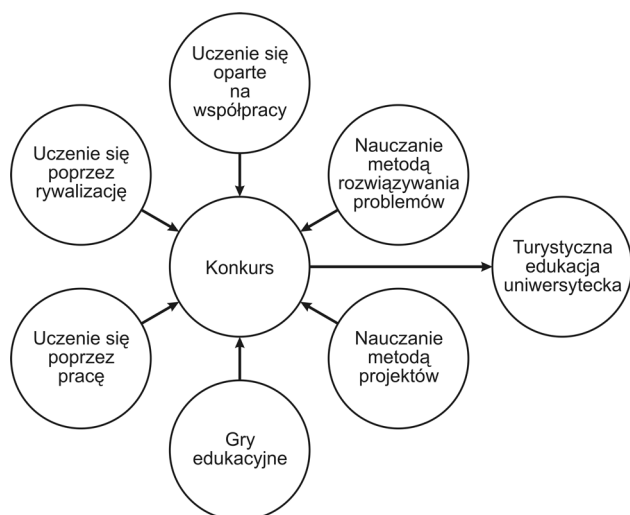 Uczenie się
oparte
na
współpracy
Uczenie się
poprzez
rywalizację
Nauczanie
metodą
rozwiązywania
problemów
Konkurs
Turystyczna
edukacja
uniwersytecka
Uczenie się
poprzez
pracę
Nauczanie
metodą
projektów
Gry
edukacyjne